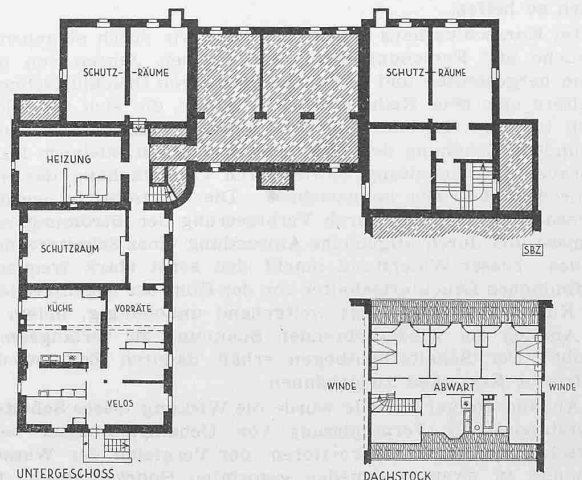 SCHUTZ-RÄUME
SCHUTZ-RÄUME
HEIZUNG
SCHUTZRAUM
SBZ
KÜCHE
VORRÄTE
VELOS
WINDE
ABWART
WINDE
UNTERGESCHOSS
DACHSTOCK